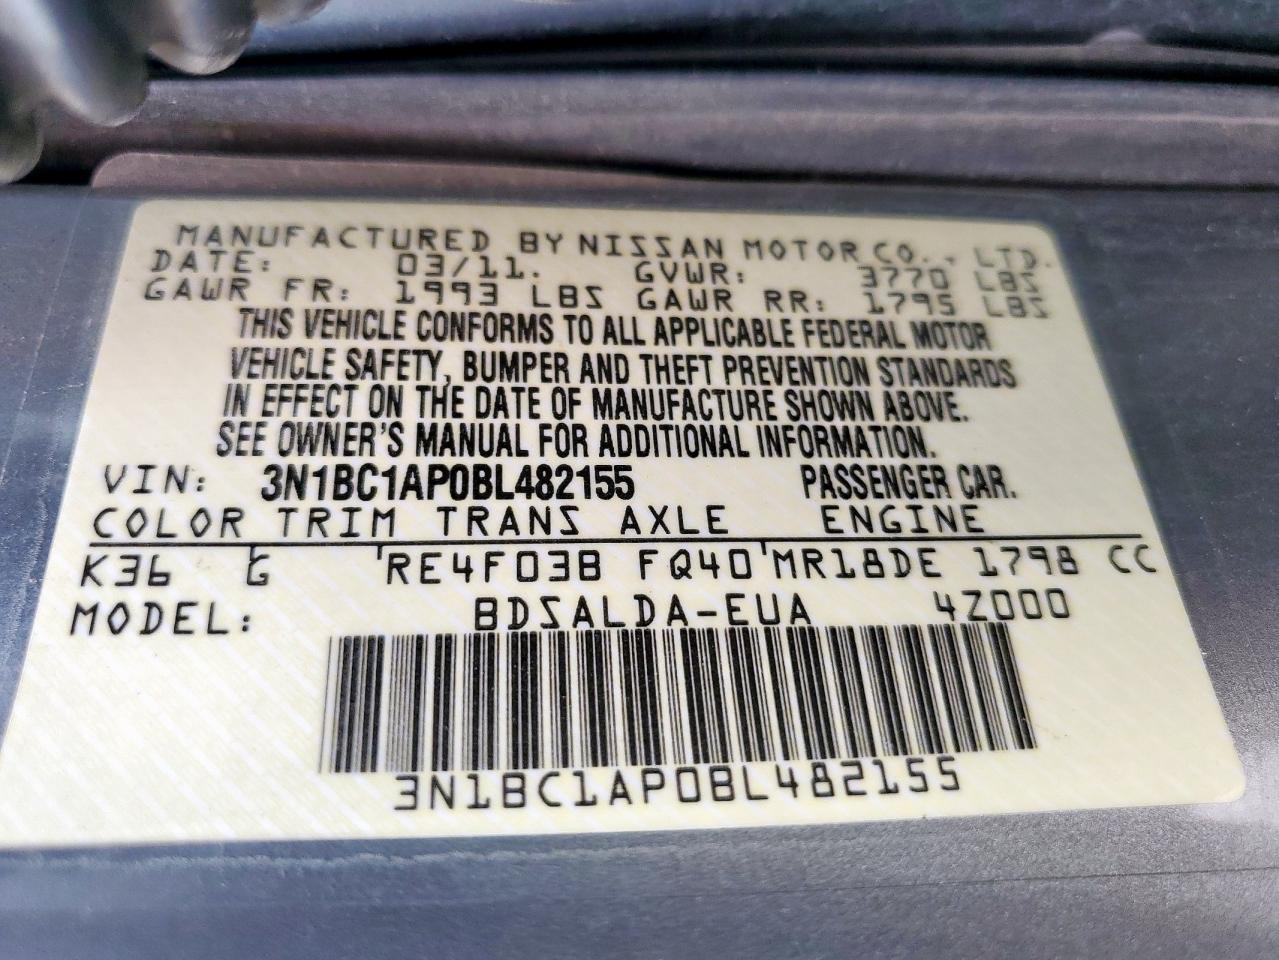 MANUFACTURED BY NISSAN MOTOR CO., LTD.
DATE: 03/11. GVWR: 3770 LBS
GAWR FR: 1993 LBS GAWR RR: 1795 LBS
THIS VEHICLE CONFORMS TO ALL APPLICABLE FEDERAL MOTOR
VEHICLE SAFETY, BUMPER AND THEFT PREVENTION STANDARDS
IN EFFECT ON THE DATE OF MANUFACTURE SHOWN ABOVE.
SEE OWNER'S MANUAL FOR ADDITIONAL INFORMATION.
VIN: 3N1BC1AP0BL482155 PASSENGER CAR.
COLOR TRIM TRANS AXLE ENGINE
K36 G RE4F03B FQ40 MR18DE 1798 CC
MODEL: BDSALDA-EUA 4Z000
3N1BC1AP0BL482155